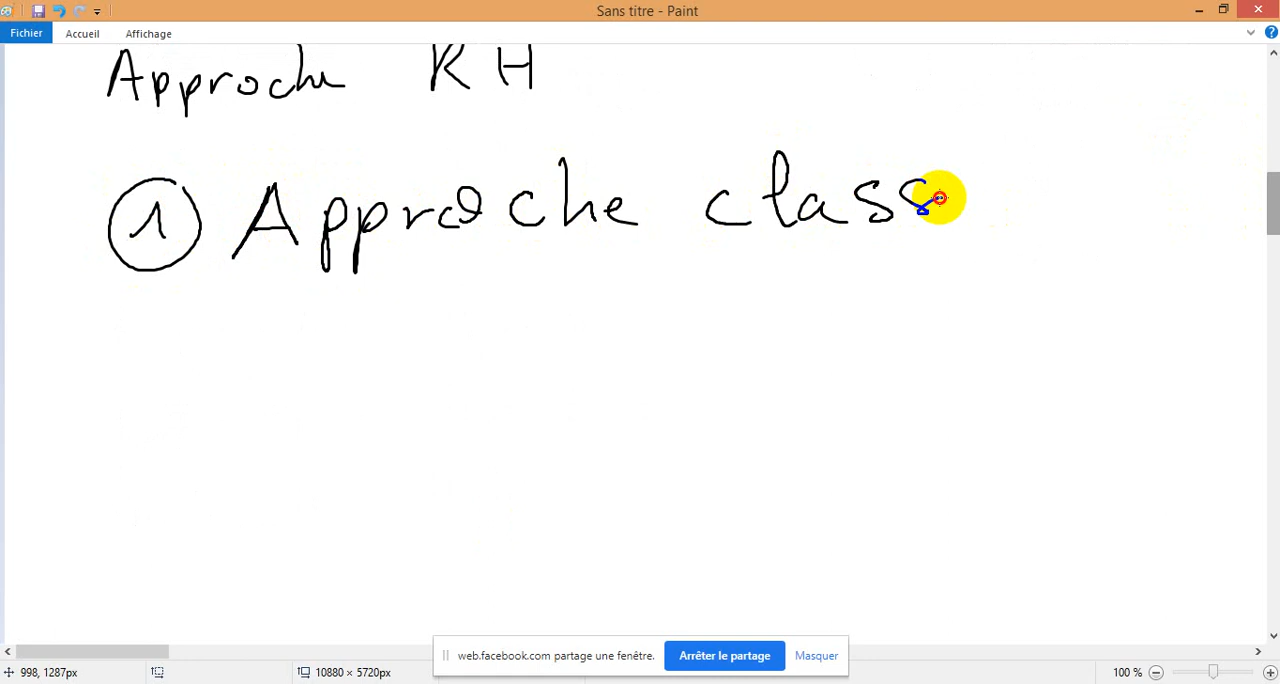 Sans titre - Paint
Fichier Accueil Affichage
Approche RH
1 Approche class
web.facebook.com partage une fenêtre. Arrêter le partage Masquer
998, 1287px 10880 × 5720px 100 %